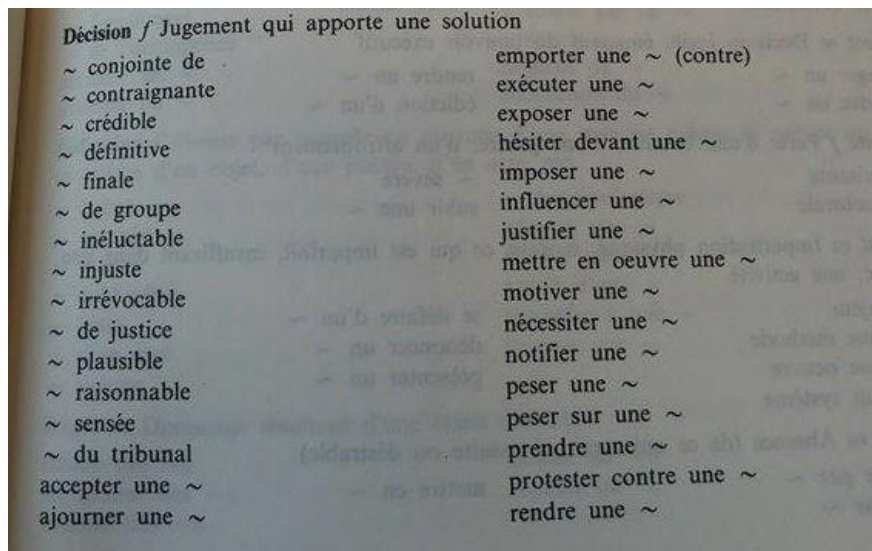 Décision f Jugement qui apporte une solution
~ conjointe de
~ contraignante
~ crédible
~ définitive
~ finale
~ de groupe
~ inéluctable
~ injuste
~ irrévocable
~ de justice
~ plausible
~ raisonnable
~ sensée
~ du tribunal
accepter une ~
ajourner une ~
emporter une ~ (contre)
exécuter une ~
exposer une ~
hésiter devant une ~
imposer une ~
influencer une ~
justifier une ~
mettre en oeuvre une ~
motiver une ~
nécessiter une ~
notifier une ~
peser une ~
peser sur une ~
prendre une ~
protester contre une ~
rendre une ~